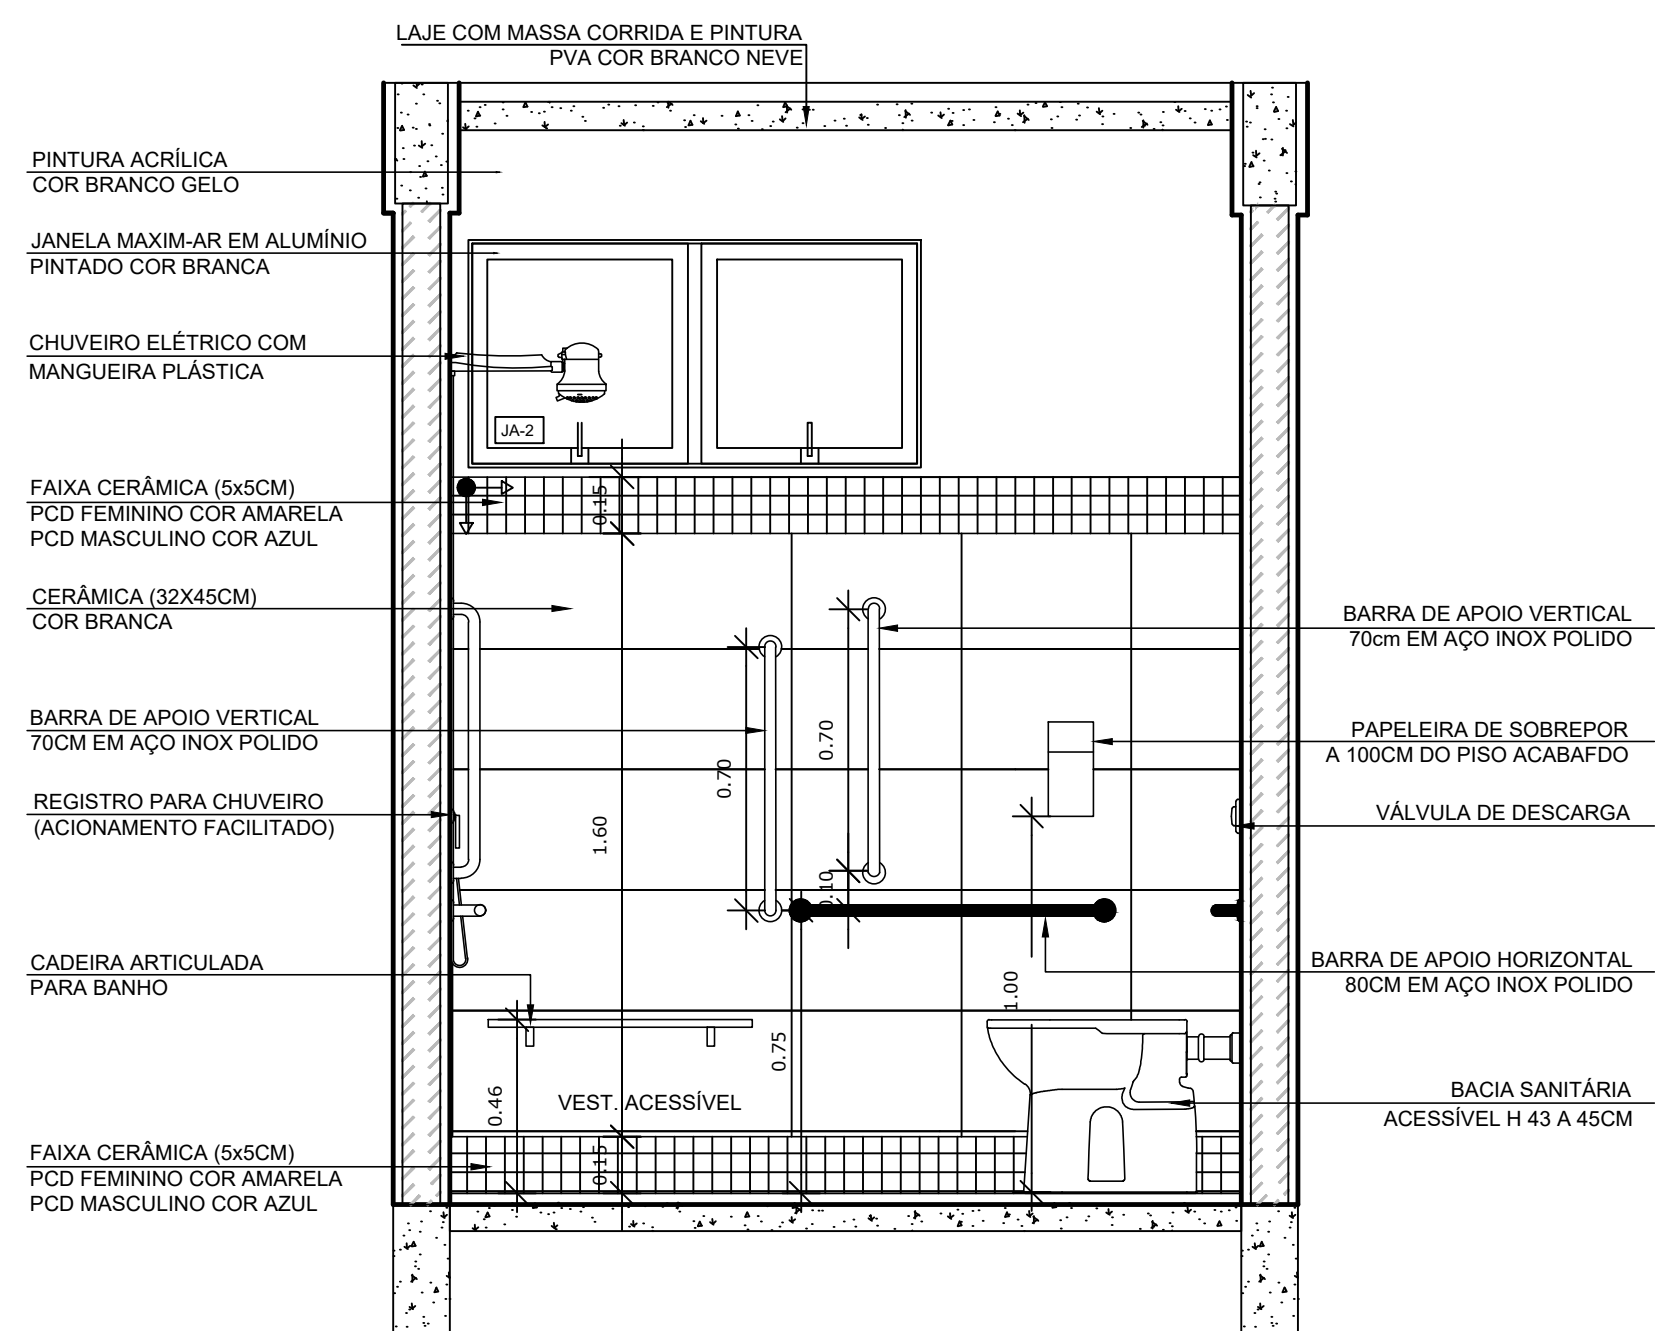 LAJE COM MASSA CORRIDA E PINTURA
PVA COR BRANCO NEVE
PINTURA ACRÍLICA
COR BRANCO GELO
JANELA MAXIM-AR EM ALUMÍNIO
PINTADO COR BRANCA
CHUVEIRO ELÉTRICO COM
MANGUEIRA PLÁSTICA
JA-2
FAIXA CERÂMICA (5x5CM)
PCD FEMININO COR AMARELA
PCD MASCULINO COR AZUL
0.15
CERÂMICA (32X45CM)
COR BRANCA
BARRA DE APOIO VERTICAL
70cm EM AÇO INOX POLIDO
BARRA DE APOIO VERTICAL
70CM EM AÇO INOX POLIDO
0.70
0.70
PAPELEIRA DE SOBREPOR
A 100CM DO PISO ACABAFDO
REGISTRO PARA CHUVEIRO
(ACIONAMENTO FACILITADO)
1.60
VÁLVULA DE DESCARGA
0.10
CADEIRA ARTICULADA
PARA BANHO
1.00
BARRA DE APOIO HORIZONTAL
80CM EM AÇO INOX POLIDO
0.75
0.46
VEST. ACESSÍVEL
BACIA SANITÁRIA
ACESSÍVEL H 43 A 45CM
FAIXA CERÂMICA (5x5CM)
PCD FEMININO COR AMARELA
PCD MASCULINO COR AZUL
0.15